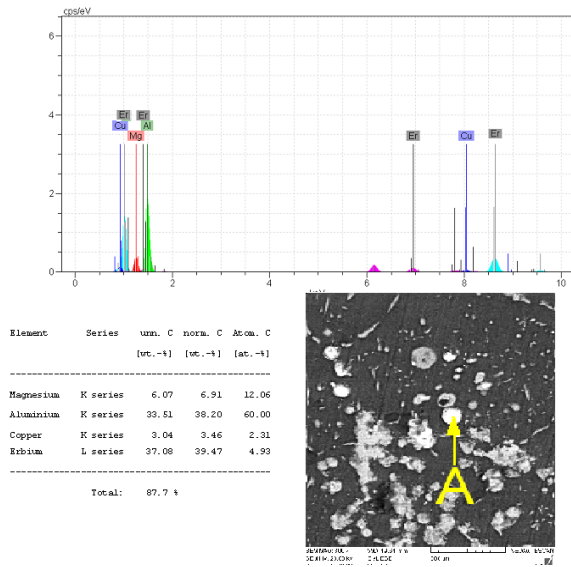 cps/eV
6
4
2
0
Er Er
Cu Al
Mg
Er Cu Er
0 2 4 6 8 10
Element Series unn. C norm. C Atom. C
[wt.-%] [wt.-%] [at.-%]
Magnesium K series 6.07 6.91 12.06
Aluminium K series 33.51 38.20 60.00
Copper K series 3.04 3.46 2.31
Erbium L series 37.08 39.47 4.93
Total: 87.7 %
A